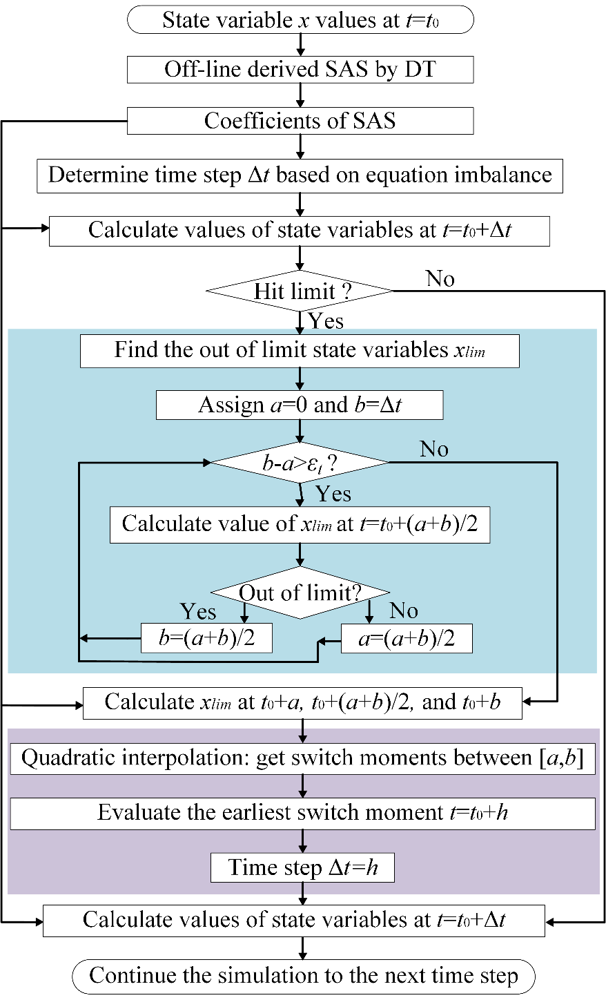 State variable x values at t=t0
Off-line derived SAS by DT
Coefficients of SAS
Determine time step Δt based on equation imbalance
Calculate values of state variables at t=t0+Δt
Hit limit ?
No
Yes
Find the out of limit state variables xlim
Assign a=0 and b=Δt
b-a>εt ?
No
Yes
Calculate value of xlim at t=t0+(a+b)/2
Out of limit?
Yes
No
b=(a+b)/2
a=(a+b)/2
Calculate xlim at t0+a, t0+(a+b)/2, and t0+b
Quadratic interpolation: get switch moments between [a,b]
Evaluate the earliest switch moment t=t0+h
Time step Δt=h
Calculate values of state variables at t=t0+Δt
Continue the simulation to the next time step